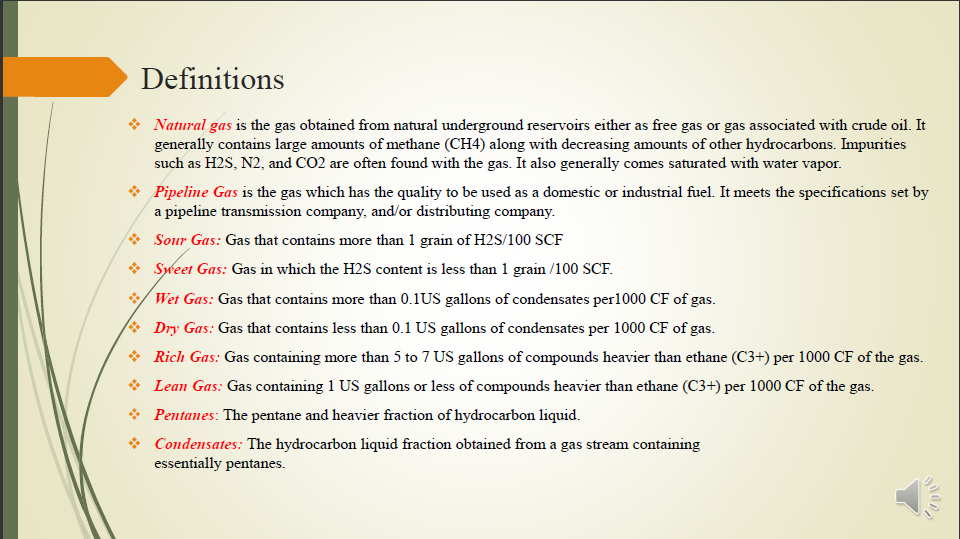 Definitions
❖ Natural gas is the gas obtained from natural underground reservoirs either as free gas or gas associated with crude oil. It
generally contains large amounts of methane (CH4) along with decreasing amounts of other hydrocarbons. Impurities
such as H2S, N2, and CO2 are often found with the gas. It also generally comes saturated with water vapor.
❖ Pipeline Gas is the gas which has the quality to be used as a domestic or industrial fuel. It meets the specifications set by
a pipeline transmission company, and/or distributing company.
❖ Sour Gas: Gas that contains more than 1 grain of H2S/100 SCF
❖ Sweet Gas: Gas in which the H2S content is less than 1 grain /100 SCF.
❖ Wet Gas: Gas that contains more than 0.1US gallons of condensates per1000 CF of gas.
❖ Dry Gas: Gas that contains less than 0.1 US gallons of condensates per 1000 CF of gas.
❖ Rich Gas: Gas containing more than 5 to 7 US gallons of compounds heavier than ethane (C3+) per 1000 CF of the gas.
❖ Lean Gas: Gas containing 1 US gallons or less of compounds heavier than ethane (C3+) per 1000 CF of the gas.
❖ Pentanes: The pentane and heavier fraction of hydrocarbon liquid.
❖ Condensates: The hydrocarbon liquid fraction obtained from a gas stream containing
essentially pentanes.